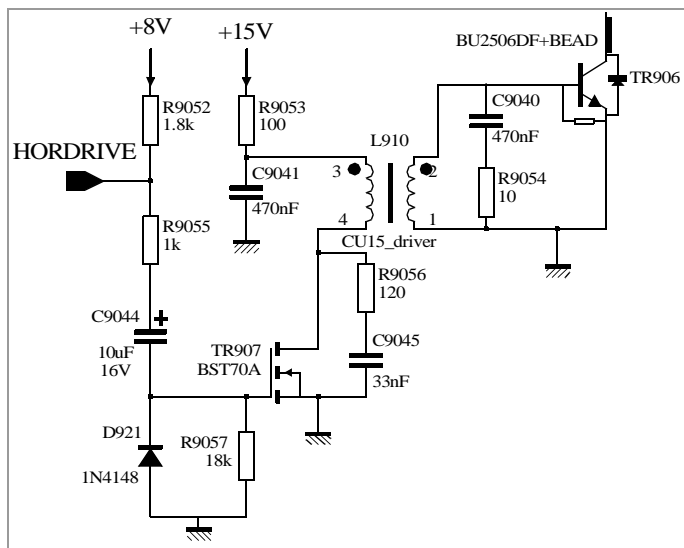 +8V
+15V
BU2506DF+BEAD
TR906
R9052
1.8k
R9053
100
C9040
470nF
L910
HORDRIVE
C9041
470nF
3
2
R9054
10
R9055
1k
4
1
CU15_driver
R9056
120
C9044
+
10uF
16V
TR907
BST70A
C9045
33nF
D921
1N4148
R9057
18k